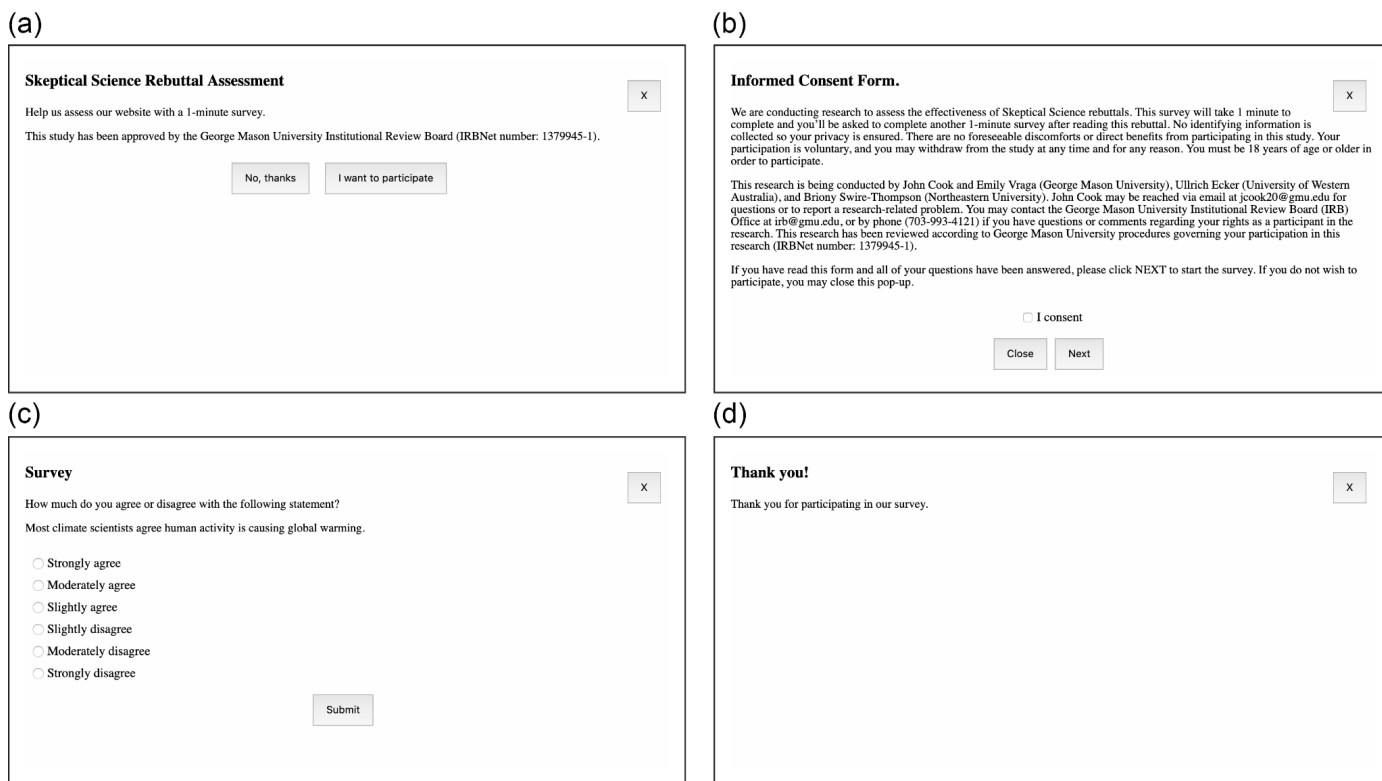 (a)
Skeptical Science Rebuttal Assessment
X
Help us assess our website with a 1-minute survey.
This study has been approved by the George Mason University Institutional Review Board (IRBNet number: 1379945-1).
No, thanks
I want to participate
(b)
Informed Consent Form.
X
We are conducting research to assess the effectiveness of Skeptical Science rebuttals. This survey will take 1 minute to
complete and you'll be asked to complete another 1-minute survey after reading this rebuttal. No identifying information is
collected so your privacy is ensured. There are no foreseeable discomforts or direct benefits from participating in this study. Your
participation is voluntary, and you may withdraw from the study at any time and for any reason. You must be 18 years of age or older in
order to participate.
This research is being conducted by John Cook and Emily Vraga (George Mason University), Ullrich Ecker (University of Western
Australia), and Briony Swire-Thompson (Northeastern University). John Cook may be reached via email at jcook20@gmu.edu for
questions or to report a research-related problem. You may contact the George Mason University Institutional Review Board (IRB)
Office at irb@gmu.edu, or by phone (703-993-4121) if you have questions or comments regarding your rights as a participant in the
research. This research has been reviewed according to George Mason University procedures governing your participation in this
research (IRBNet number: 1379945-1).
If you have read this form and all of your questions have been answered, please click NEXT to start the survey. If you do not wish to
participate, you may close this pop-up.
I consent
Close
Next
(c)
Survey
X
How much do you agree or disagree with the following statement?
Most climate scientists agree human activity is causing global warming.
Strongly agree
Moderately agree
Slightly agree
Slightly disagree
Moderately disagree
Strongly disagree
Submit
(d)
Thank you!
X
Thank you for participating in our survey.